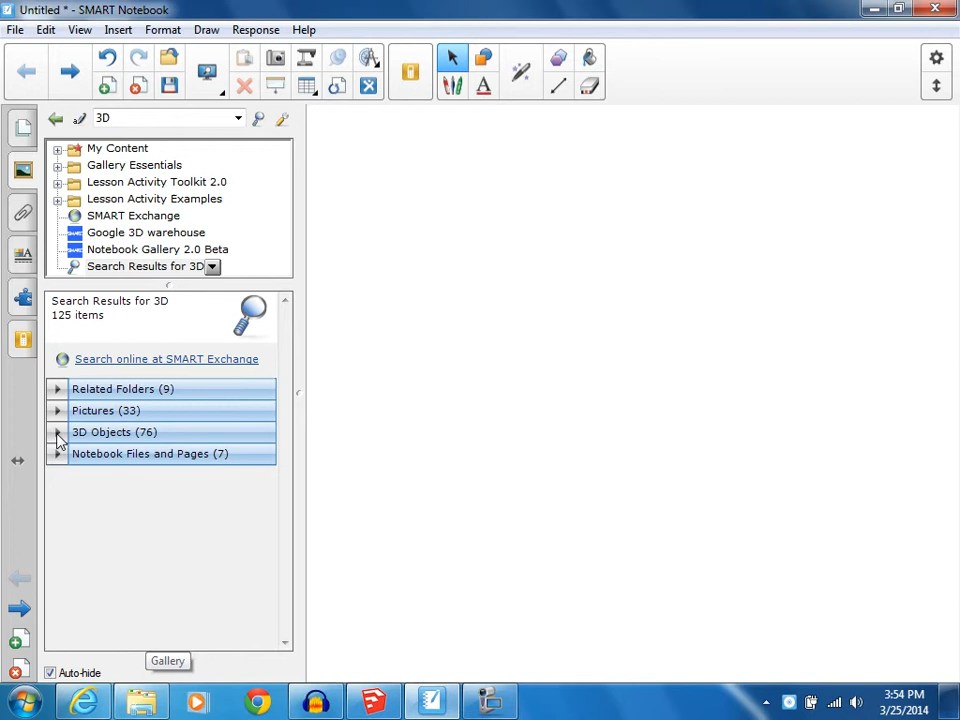 Untitled * - SMART Notebook
File Edit View Insert Format Draw Response Help
3D
My Content
Gallery Essentials
Lesson Activity Toolkit 2.0
Lesson Activity Examples
SMART Exchange
Google 3D warehouse
Notebook Gallery 2.0 Beta
Search Results for 3D
Search Results for 3D
125 items
Search online at SMART Exchange
Related Folders (9)
Pictures (33)
3D Objects (76)
Notebook Files and Pages (7)
Gallery
Auto-hide
3:54 PM
3/25/2014